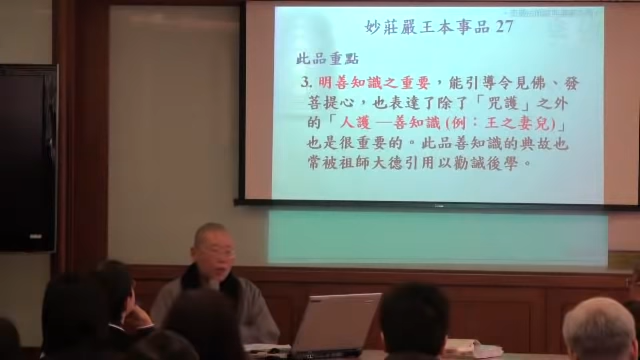 妙莊嚴王本事品 27
此品重點
3. 明善知識之重要，能引導令見佛、發
菩提心，也表達了除了「咒護」之外
的「人護 —善知識 (例：王之妻兒)」
也是很重要的。此品善知識的典故也
常被祖師大德引用以勸誡後學。